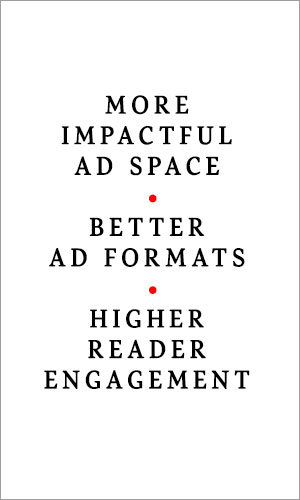 MORE
IMPACTFUL
AD SPACE
•
BETTER
AD FORMATS
•
HIGHER
READER
ENGAGEMENT